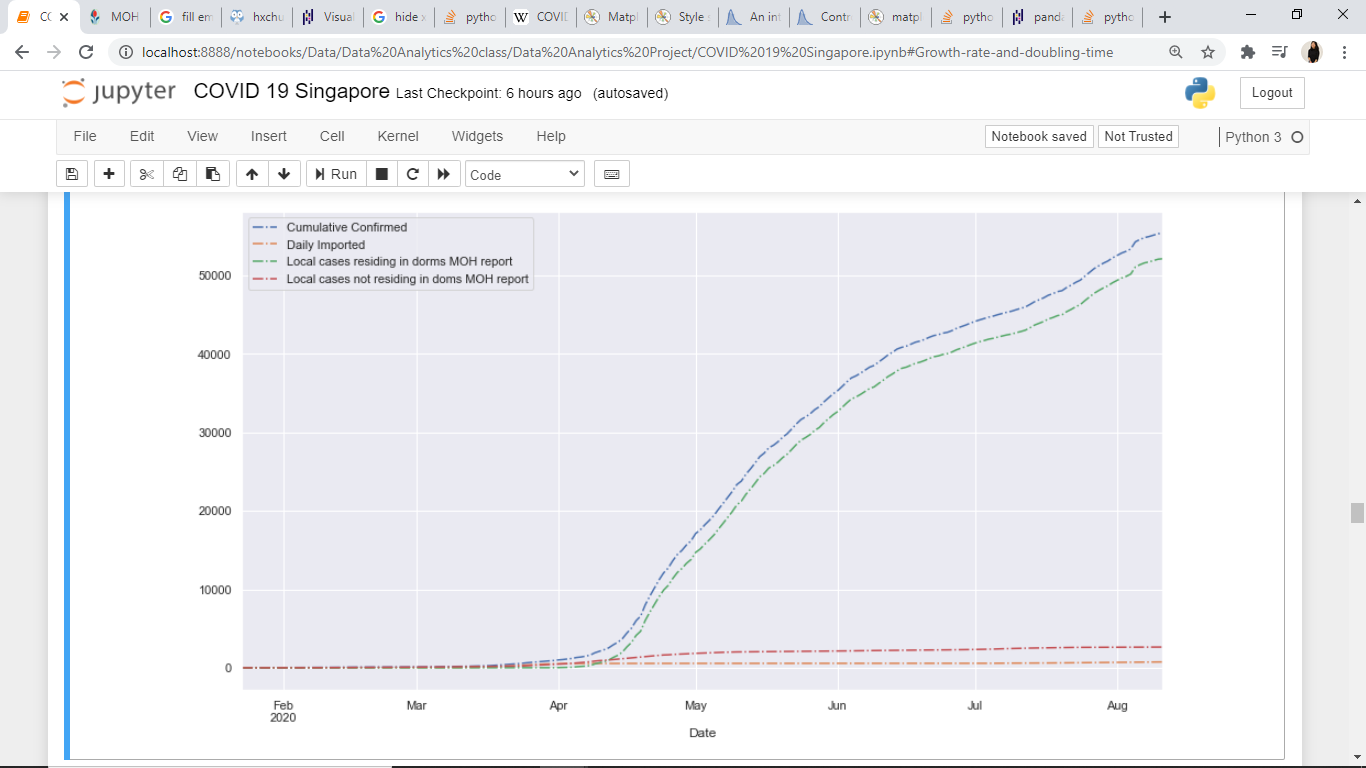 CC
MOH
fill em
hxchu
Visual
hide x
pytho
COVID
Matpl
Style s
An int
Contr
matpl
pytho
panda
pytho
localhost:8888/notebooks/Data/Data%20Analytics%20class/Data%20Analytics%20Project/COVID%2019%20Singapore.ipynb#Growth-rate-and-doubling-time
jupyter COVID 19 Singapore Last Checkpoint: 6 hours ago (autosaved)
Logout
File Edit View Insert Cell Kernel Widgets Help
Notebook saved Not Trusted Python 3
Run Code
Cumulative Confirmed
Daily Imported
Local cases residing in dorms MOH report
Local cases not residing in doms MOH report
50000
40000
30000
20000
10000
0
Feb Mar Apr May Jun Jul Aug
2020
Date